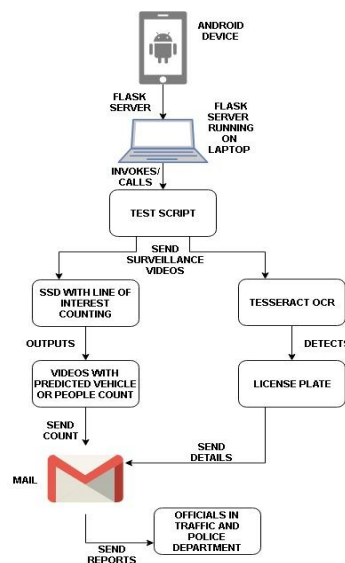 ANDROID
DEVICE
FLASK
SERVER
FLASK
SERVER
RUNNING
ON
LAPTOP
INVOKES/
CALLS
TEST SCRIPT
SEND
SURVEILLANCE
VIDEOS
SSD WITH LINE OF
INTEREST
COUNTING
TESSERACT OCR
OUTPUTS
DETECTS
VIDEOS WITH
PREDICTED VEHICLE
OR PEOPLE COUNT
LICENSE PLATE
SEND
COUNT
SEND
DETAILS
MAIL
OFFICIALS IN
TRAFFIC AND
POLICE
DEPARTMENT
SEND
REPORTS